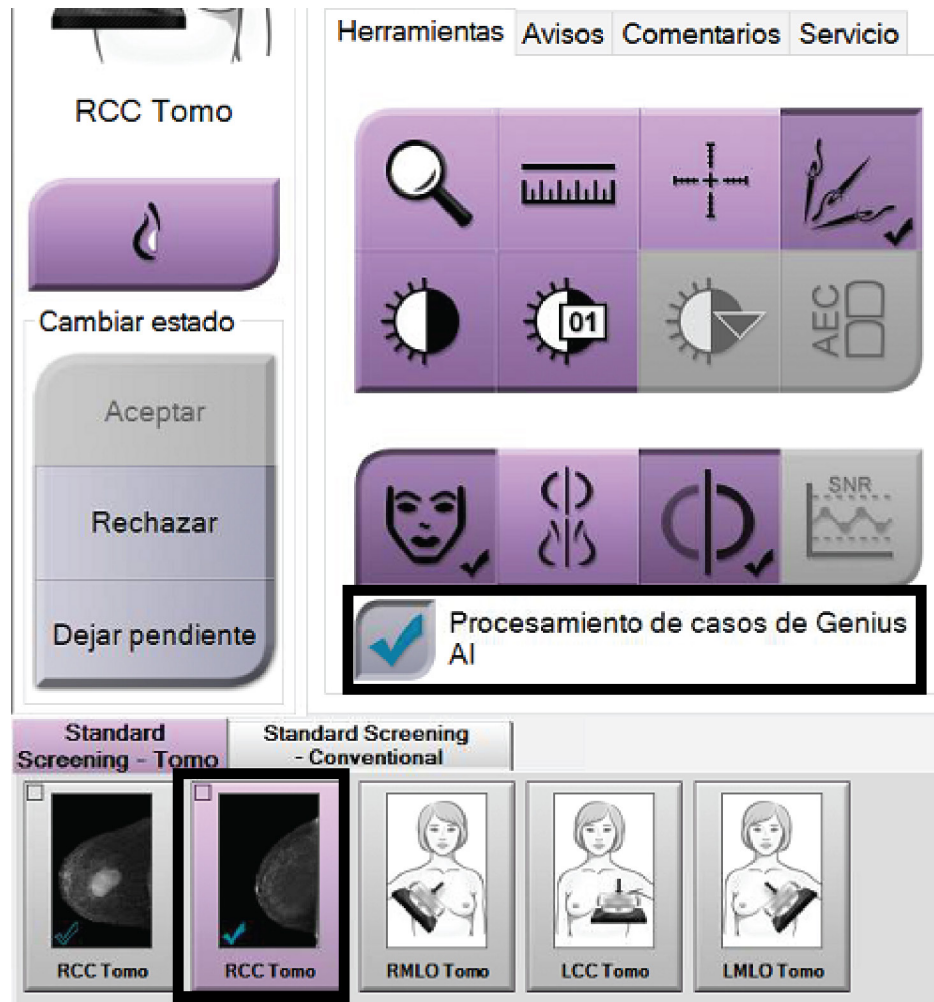 RCC Tomo
Cambiar estado
Aceptar
Rechazar
Dejar pendiente
Herramientas Avisos Comentarios Servicio
01
AEC
SNR
Procesamiento de casos de Genius
AI
Standard
Screening - Tomo
Standard Screening
- Conventional
RCC Tomo
RCC Tomo
RMLO Tomo
LCC Tomo
LMLO Tomo